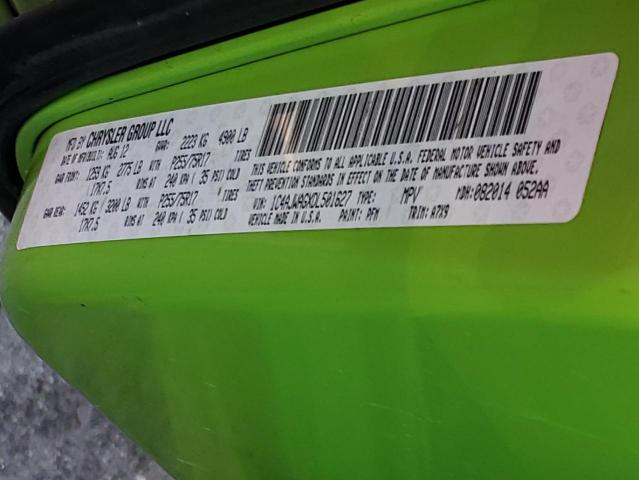 MFD BY CHRYSLER GROUP LLC
DATE OF MFR(BUILT): AUG 12 GVWR: 2223 KG 4900 LB
GAWR FRONT: 1259 KG 2775 LB WITH P255/75R17 TIRES
17X7.5 RIMS AT 240 KPA ( 35 PSI) COLD
GAWR REAR: 1452 KG/ 3200 LB WITH P255/75R17 TIRES
17X7.5 RIMS AT 240 KPA ( 35 PSI) COLD
THIS VEHICLE CONFORMS TO ALL APPLICABLE U.S.A. FEDERAL MOTOR VEHICLE SAFETY AND
THEFT PREVENTION STANDARDS IN EFFECT ON THE DATE OF MANUFACTURE SHOWN ABOVE.
VIN: TYPE: MPV MDH:082014 052AA
VEHICLE MADE IN U.S.A. PAINT: PFN TRIM: A7X9